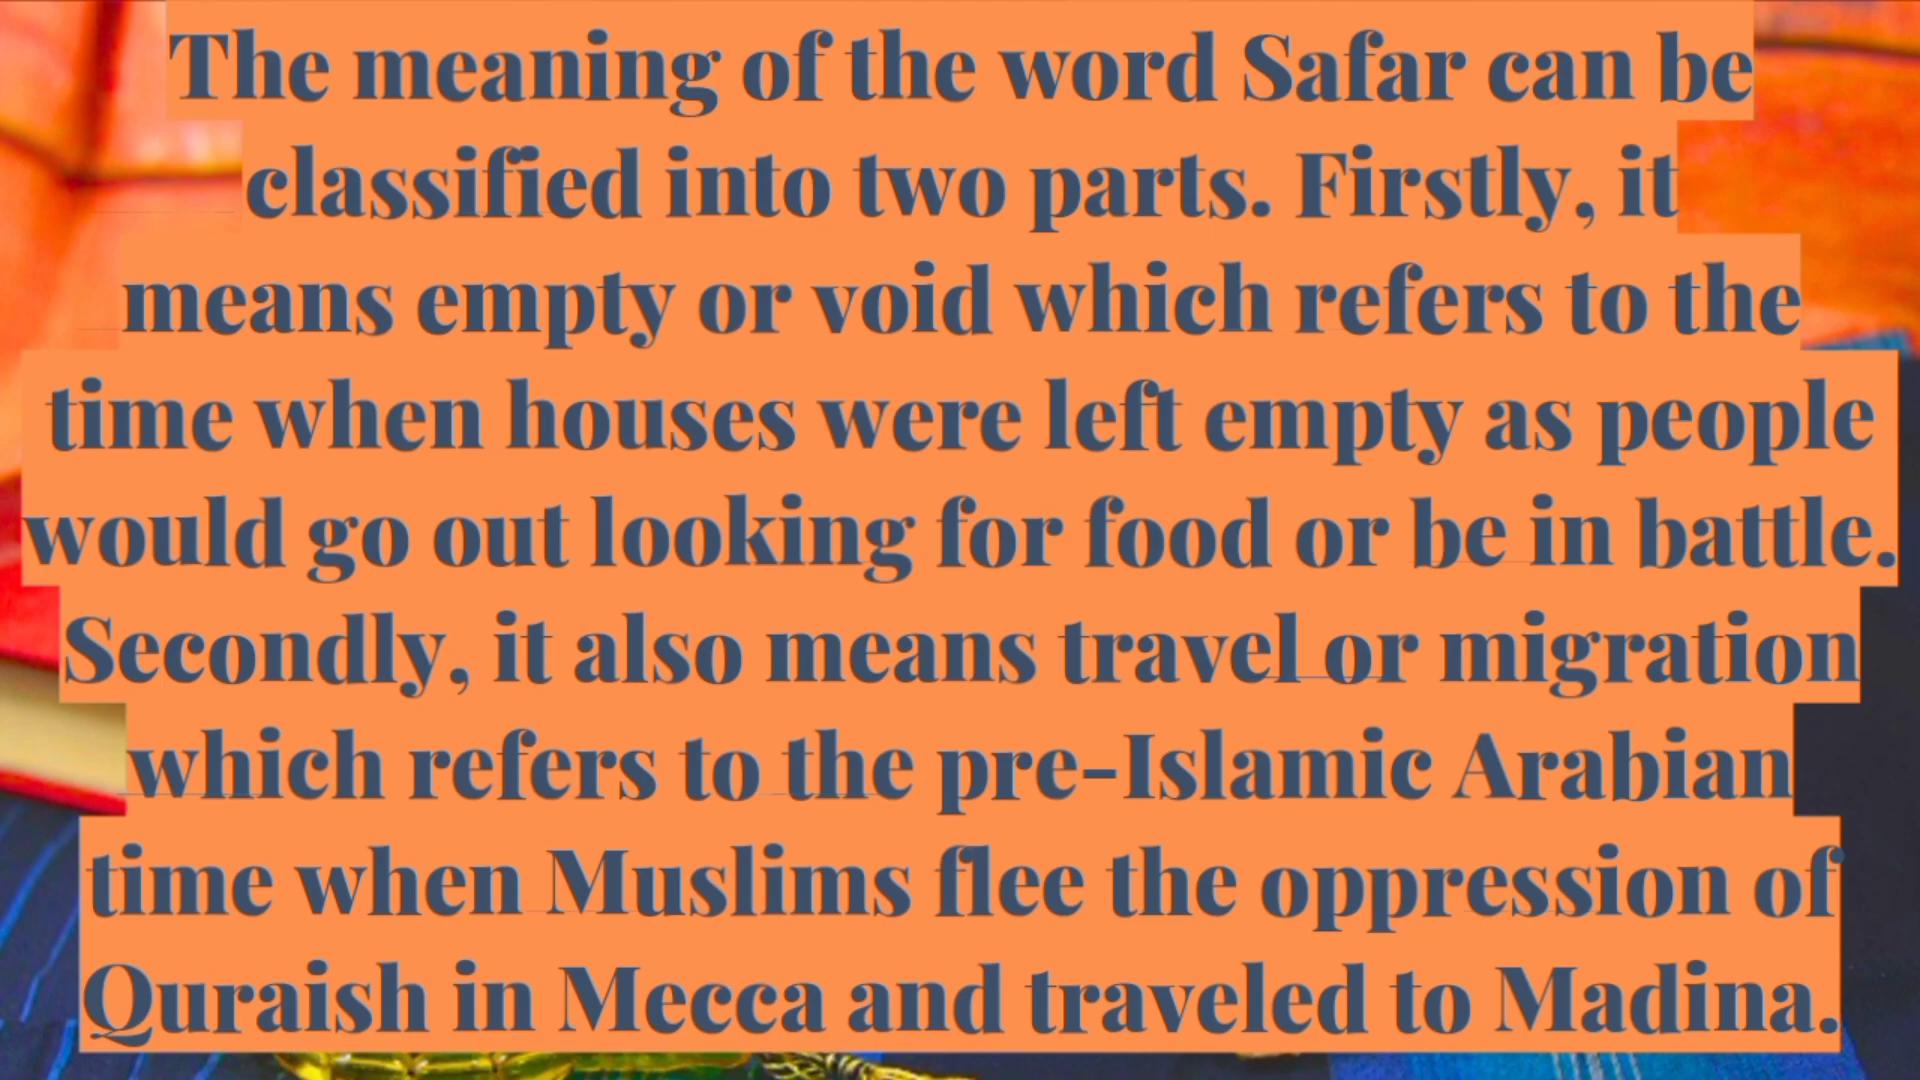 The meaning of the word Safar can be
classified into two parts. Firstly, it
means empty or void which refers to the
time when houses were left empty as people
would go out looking for food or be in battle.
Secondly, it also means travel or migration
which refers to the pre-Islamic Arabian
time when Muslims flee the oppression of
Quraish in Mecca and traveled to Madina.